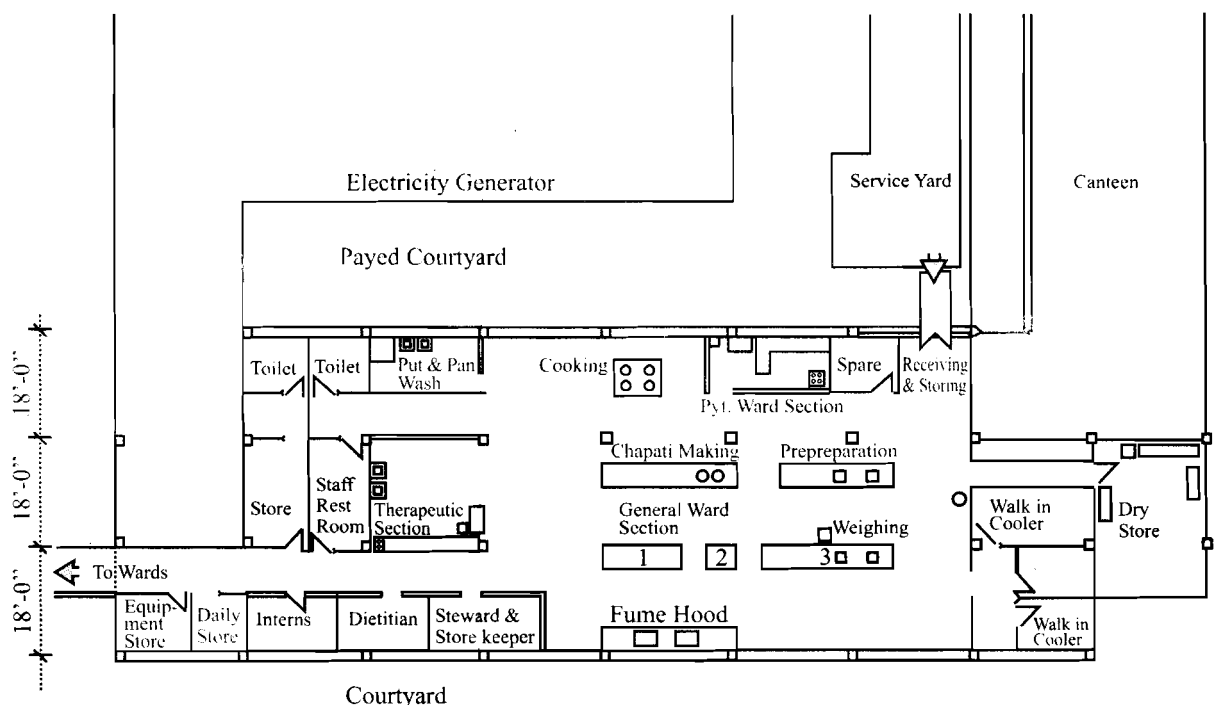 Electricity Generator
Service Yard
Canteen
Payed Courtyard
18'-0''
18'-0''
18'-0''
Toilet
Toilet
Put & Pan
Wash
Cooking
Spare
Receiving
& Storing
Pyt. Ward Section
Chapati Making
Prepreparation
Store
Staff
Rest
Room
Therapeutic
Section
General Ward
Section
Weighing
Walk in
Cooler
Dry
Store
1
2
3
To Wards
Equip-
ment
Store
Daily
Store
Interns
Dietitian
Steward &
Store keeper
Fume Hood
Walk in
Cooler
Courtyard